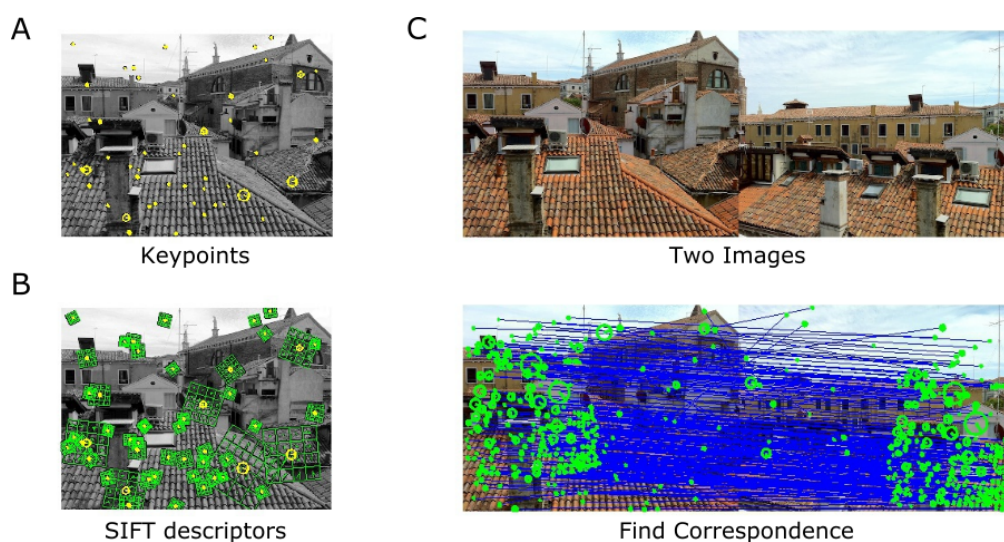 A
Keypoints
B
SIFT descriptors
C
Two Images
Find Correspondence